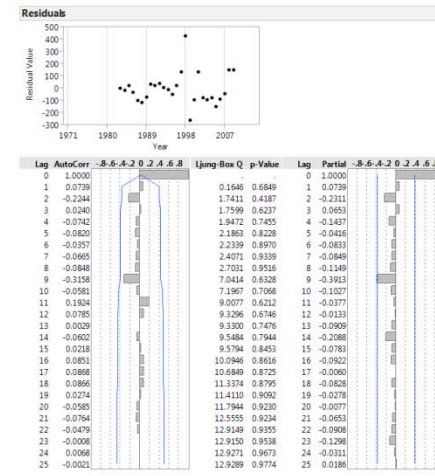 Residuals
500
400
300
200
100
0
-100
-200
-300
Residual Value
1971 1980 1989 1998 2007
Year
Lag AutoCorr -.8-.6-.4-.2 0 .2 .4 .6 .8 Ljung-Box Q p-Value Lag Partial -.8-.6-.4-.2 0 .2 .4 .6 .8
0 1.0000 0 1.0000
1 0.0739 0.1646 0.6849 1 0.0739
2 -0.2244 1.7411 0.4187 2 -0.2311
3 0.0240 1.7599 0.6237 3 0.0653
4 -0.0742 1.9472 0.7455 4 -0.1437
5 -0.0820 2.1863 0.8228 5 -0.0416
6 -0.0357 2.2339 0.8970 6 -0.0833
7 -0.0665 2.4071 0.9339 7 -0.0849
8 -0.0848 2.7031 0.9516 8 -0.1149
9 -0.3158 7.0414 0.6328 9 -0.3913
10 -0.0581 7.1967 0.7068 10 -0.1027
11 0.1924 9.0077 0.6212 11 -0.0377
12 0.0785 9.3296 0.6746 12 -0.0133
13 0.0029 9.3300 0.7476 13 -0.0909
14 -0.0602 9.5484 0.7944 14 -0.2088
15 0.0218 9.5794 0.8453 15 -0.0783
16 0.0851 10.0946 0.8616 16 -0.0922
17 0.0868 10.6849 0.8725 17 -0.0060
18 0.0866 11.3374 0.8795 18 -0.0828
19 0.0274 11.4110 0.9092 19 -0.0278
20 -0.0585 11.7944 0.9230 20 -0.0077
21 -0.0764 12.5555 0.9234 21 -0.0653
22 -0.0479 12.9149 0.9355 22 -0.0908
23 -0.0008 12.9150 0.9538 23 -0.1298
24 0.0068 12.9271 0.9673 24 -0.0311
25 -0.0021 12.9289 0.9774 25 0.0186